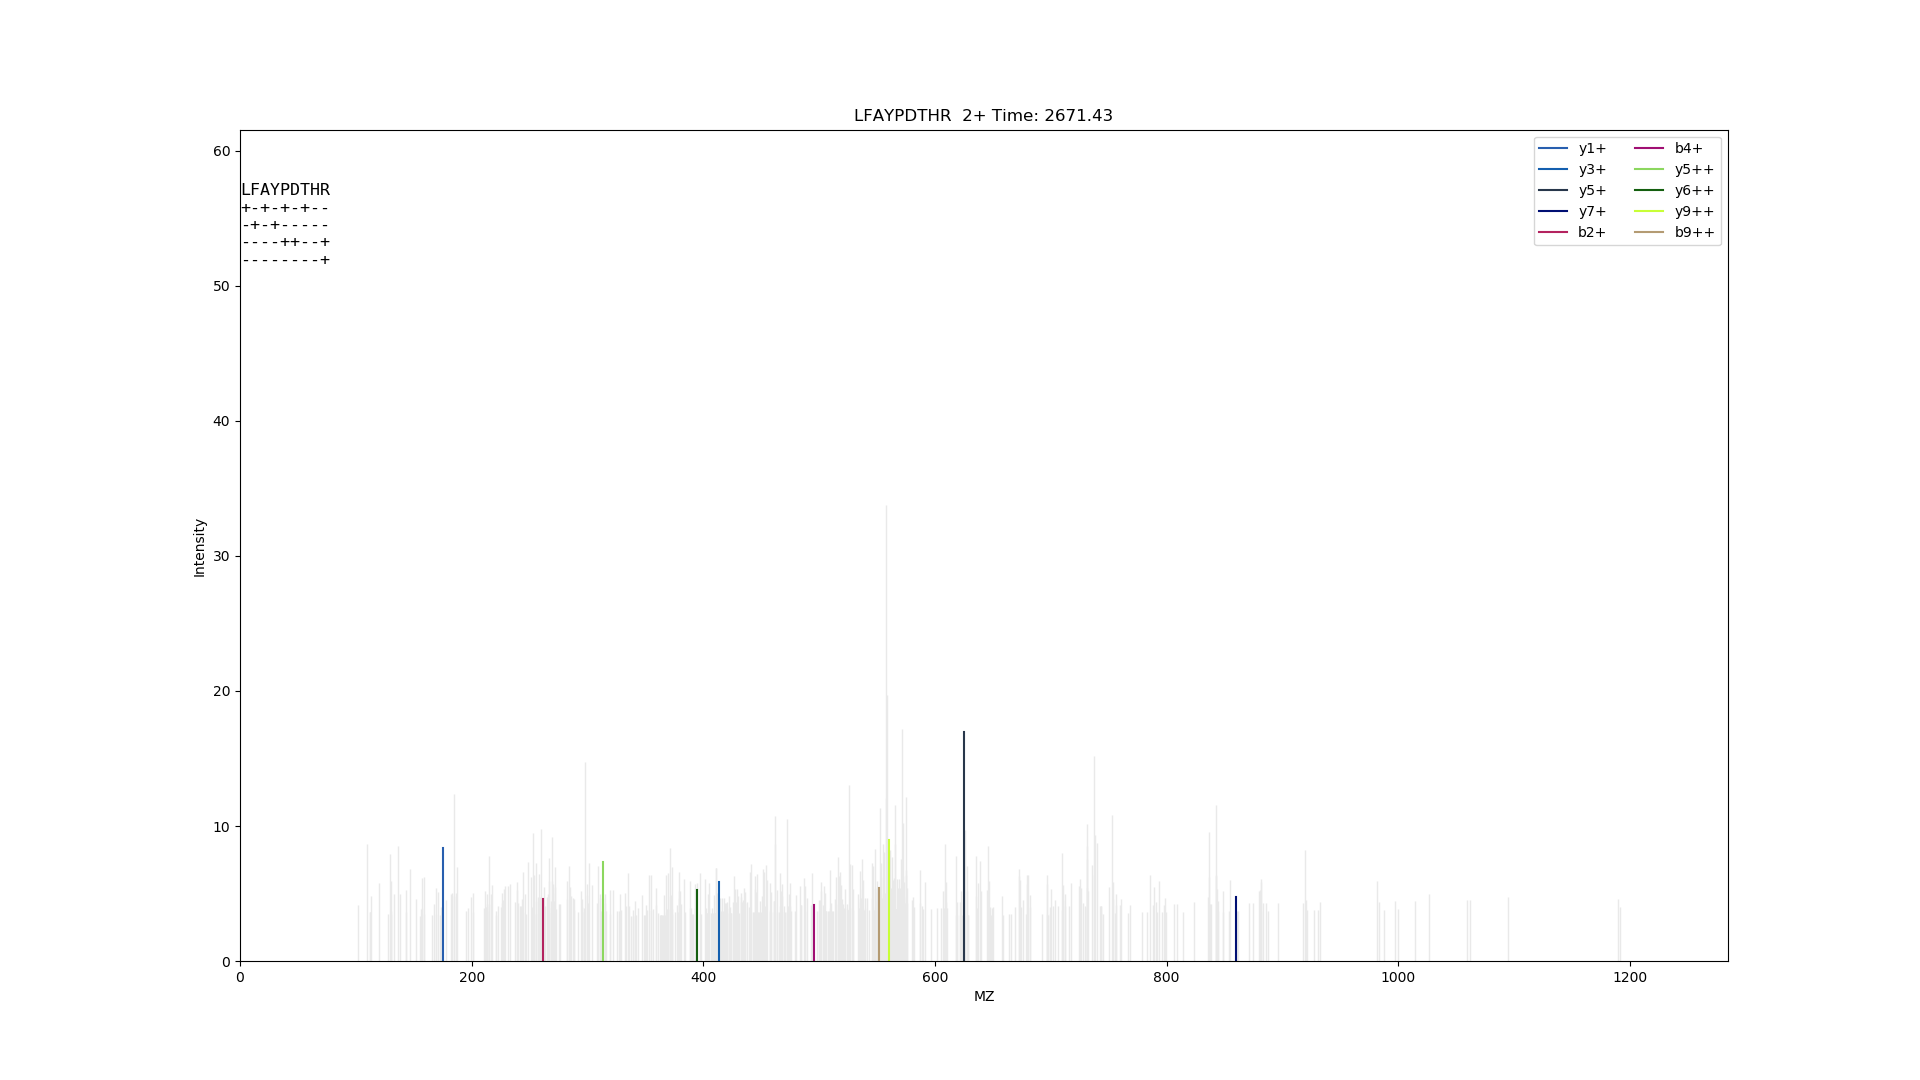 LFAYPDTHR  2+ Time: 2671.43
60
50
40
30
20
10
0
Intensity
LFAYPDTHR
+-+-+-+--
-+-+-----
----++--+
--------+
y1+
y3+
y5+
y7+
b2+
b4+
y5++
y6++
y9++
b9++
0 200 400 600 800 1000 1200
MZ